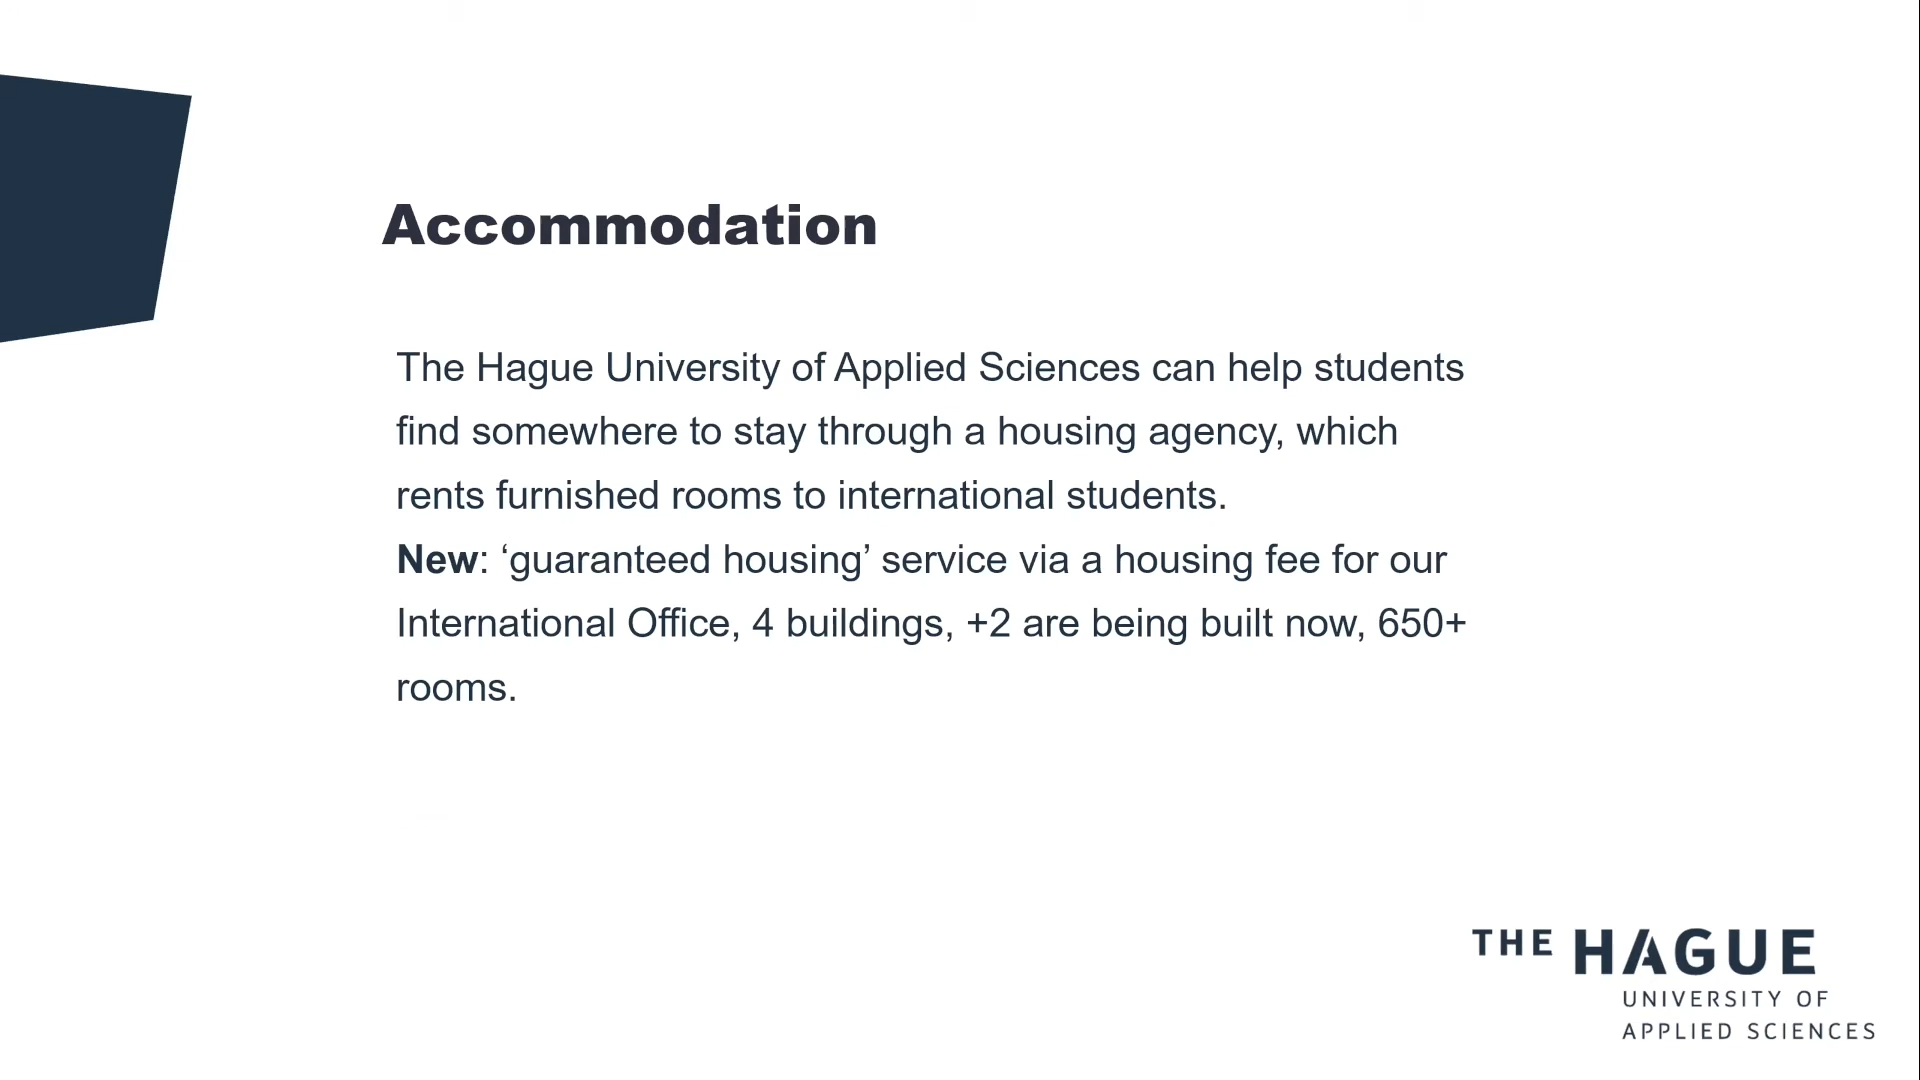 Accommodation
The Hague University of Applied Sciences can help students
find somewhere to stay through a housing agency, which
rents furnished rooms to international students.
New: ‘guaranteed housing’ service via a housing fee for our
International Office, 4 buildings, +2 are being built now, 650+
rooms.
THE HAGUE
UNIVERSITY OF
APPLIED SCIENCES